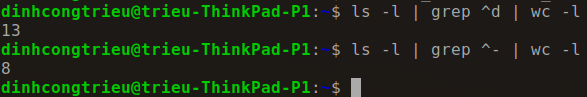 dinhcongtrieu@trieu-ThinkPad-P1:~$ ls -l | grep ^d | wc -l
13
dinhcongtrieu@trieu-ThinkPad-P1:~$ ls -l | grep ^- | wc -l
8
dinhcongtrieu@trieu-ThinkPad-P1:~$